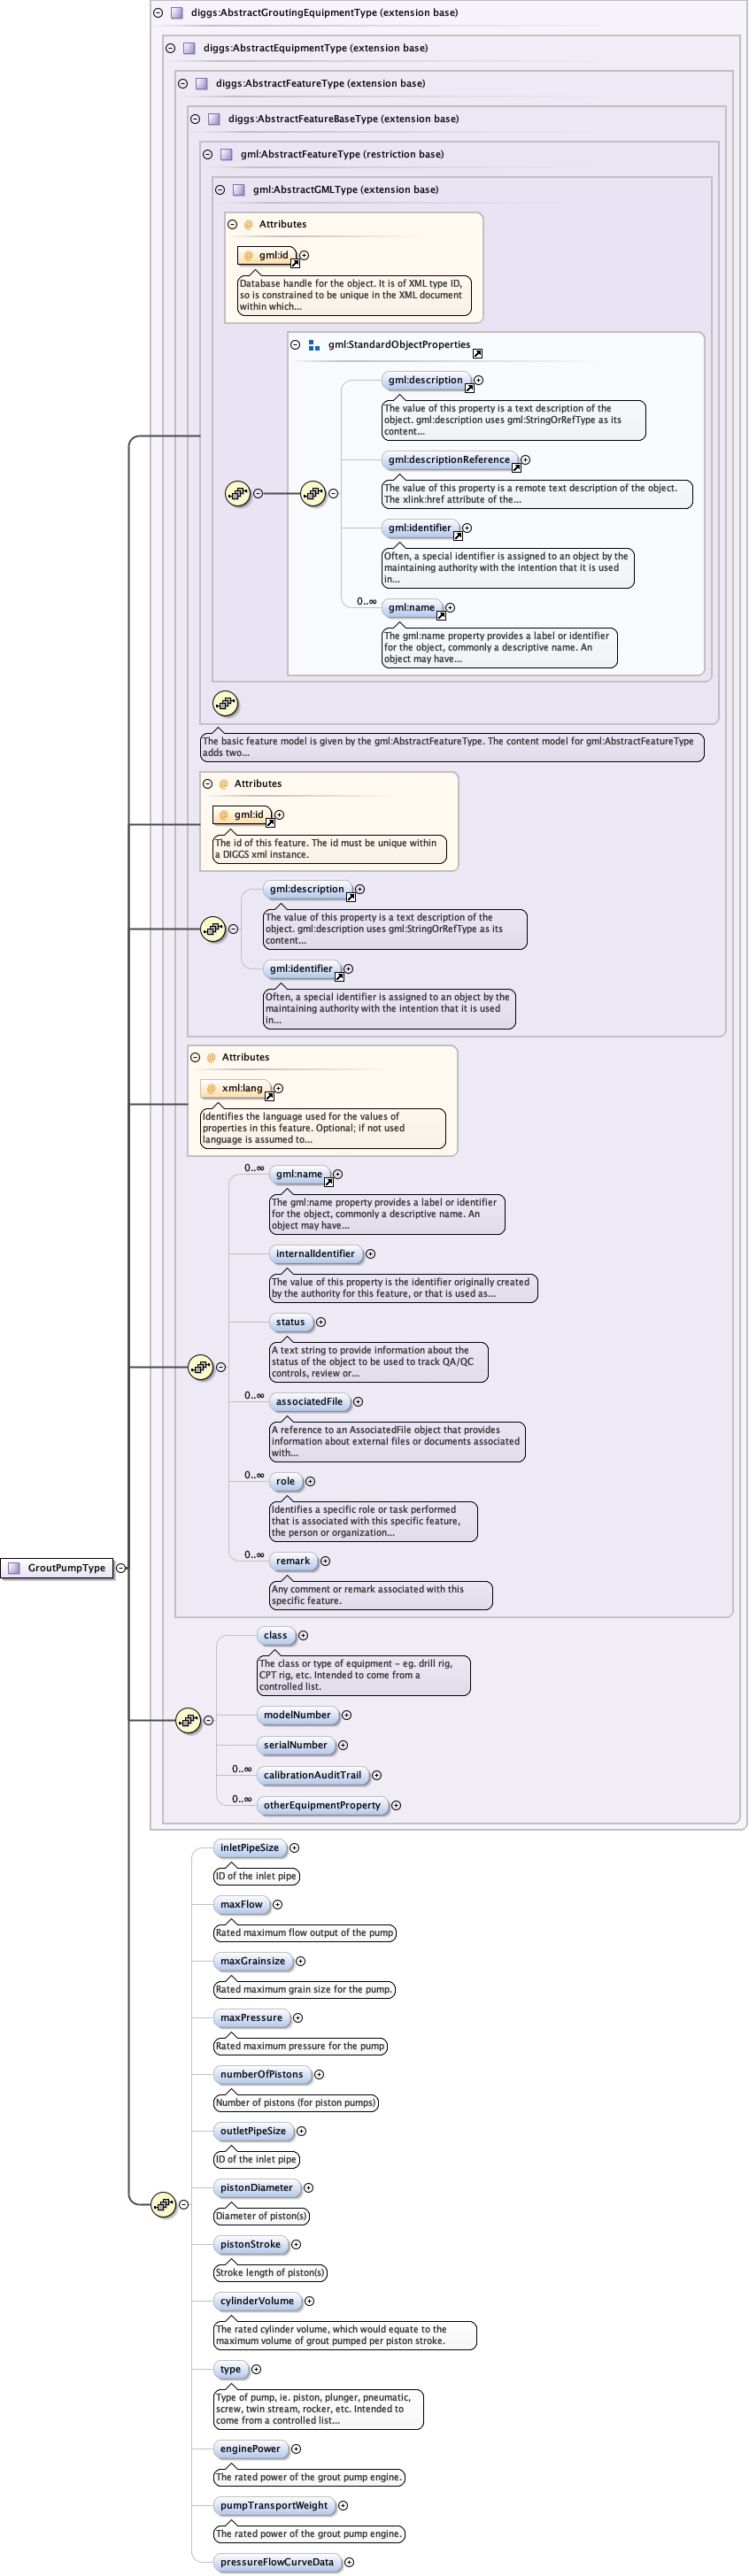 diggs:AbstractGroutingEquipmentType (extension base)
diggs:AbstractEquipmentType (extension base)
diggs:AbstractFeatureType (extension base)
diggs:AbstractFeatureBaseType (extension base)
gml:AbstractFeatureType (restriction base)
gml:AbstractGMLType (extension base)
@ Attributes
@ gml:id
Database handle for the object. It is of XML type ID,
so is constrained to be unique in the XML document
within which...
gml:StandardObjectProperties
gml:description
The value of this property is a text description of the
object. gml:description uses gml:StringOrRefType as its
content...
gml:descriptionReference
The value of this property is a remote text description of the object.
The xlink:href attribute of the...
gml:identifier
Often, a special identifier is assigned to an object by the
maintaining authority with the intention that it is used
in...
0..∞ gml:name
The gml:name property provides a label or identifier
for the object, commonly a descriptive name. An
object may have...
The basic feature model is given by the gml:AbstractFeatureType. The content model for gml:AbstractFeatureType
adds two...
@ Attributes
@ gml:id
The id of this feature. The id must be unique within
a DIGGS xml instance.
gml:description
The value of this property is a text description of the
object. gml:description uses gml:StringOrRefType as its
content...
gml:identifier
Often, a special identifier is assigned to an object by the
maintaining authority with the intention that it is used
in...
@ Attributes
@ xml:lang
Identifies the language used for the values of
properties in this feature. Optional; if not used
language is assumed to...
0..∞ gml:name
The gml:name property provides a label or identifier
for the object, commonly a descriptive name. An
object may have...
internalIdentifier
The value of this property is the identifier originally created
by the authority for this feature, or that is used as...
status
A text string to provide information about the
status of the object to be used to track QA/QC
controls, review or...
0..∞ associatedFile
A reference to an AssociatedFile object that provides
information about external files or documents associated
with...
0..∞ role
Identifies a specific role or task performed
that is associated with this specific feature,
the person or organization...
0..∞ remark
GroutPumpType
Any comment or remark associated with this
specific feature.
class
The class or type of equipment - eg. drill rig,
CPT rig, etc. Intended to come from a
controlled list.
modelNumber
serialNumber
0..∞ calibrationAuditTrail
0..∞ otherEquipmentProperty
inletPipeSize
ID of the inlet pipe
maxFlow
Rated maximum flow output of the pump
maxGrainsize
Rated maximum grain size for the pump.
maxPressure
Rated maximum pressure for the pump
numberOfPistons
Number of pistons (for piston pumps)
outletPipeSize
ID of the inlet pipe
pistonDiameter
Diameter of piston(s)
pistonStroke
Stroke length of piston(s)
cylinderVolume
The rated cylinder volume, which would equate to the
maximum volume of grout pumped per piston stroke.
type
Type of pump, ie. piston, plunger, pneumatic,
screw, twin stream, rocker, etc. Intended to
come from a controlled list...
enginePower
The rated power of the grout pump engine.
pumpTransportWeight
The rated power of the grout pump engine.
pressureFlowCurveData